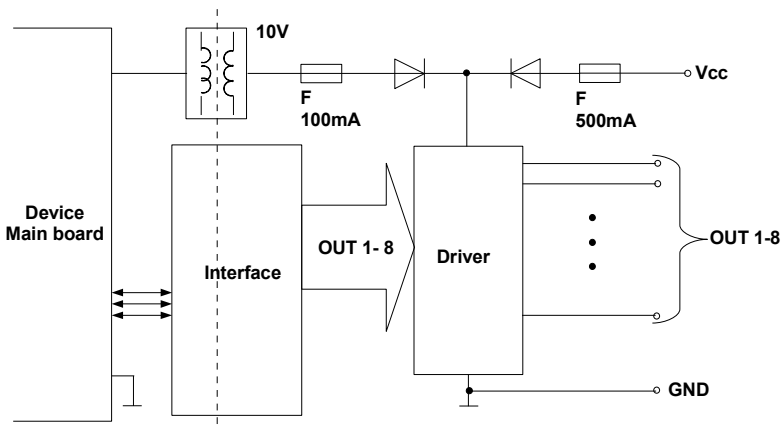 10V
Vcc
F
100mA
F
500mA
Device
Main board
Interface
OUT 1- 8
Driver
OUT 1-8
GND